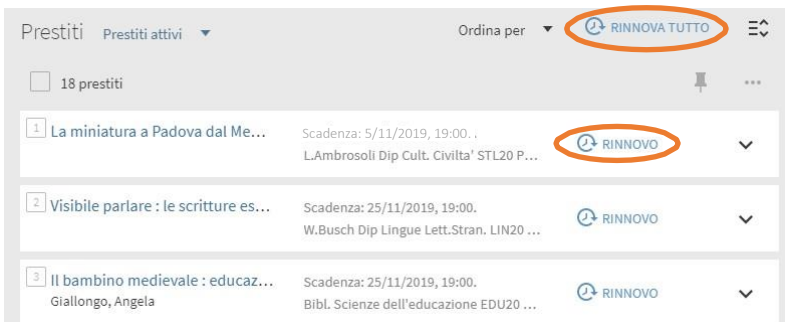 Prestiti Prestiti attivi Ordina per RINNOVA TUTTO
18 prestiti
1 La miniatura a Padova dal Me... Scadenza: 5/11/2019, 19:00. . RINNOVO
L.Ambrosoli Dip Cult. Civilta' STL20 P...
2 Visibile parlare : le scritture es... Scadenza: 25/11/2019, 19:00. RINNOVO
W.Busch Dip Lingue Lett.Stran. LIN20 ...
3 Il bambino medievale : educaz... Scadenza: 25/11/2019, 19:00. RINNOVO
Giallongo, Angela Bibl. Scienze dell'educazione EDU20 ...